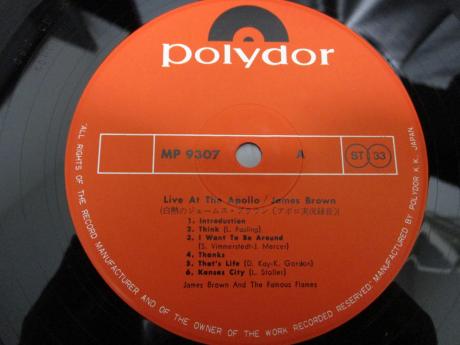 polydor
MP 9307 A ST 33
Live At The Apollo / James Brown
(白熱のジェームス・ブラウン〔アポロ実況録音〕)
1. Introduction
2. Think (L. Pauling)
3. I Want To Be Around
(S. Vimmerstedt-J. Mercer)
4. Thanks
5. That's Life (D. Kay-K. Gordon)
6. Kansas City (L. Stoller)
James Brown And The Famous Flames
"ALL RIGHTS OF THE RECORD MANUFACTURER AND OF THE OWNER OF THE WORK RECORDED RESERVED" MANUFACTURED BY POLYDOR K.K., JAPAN